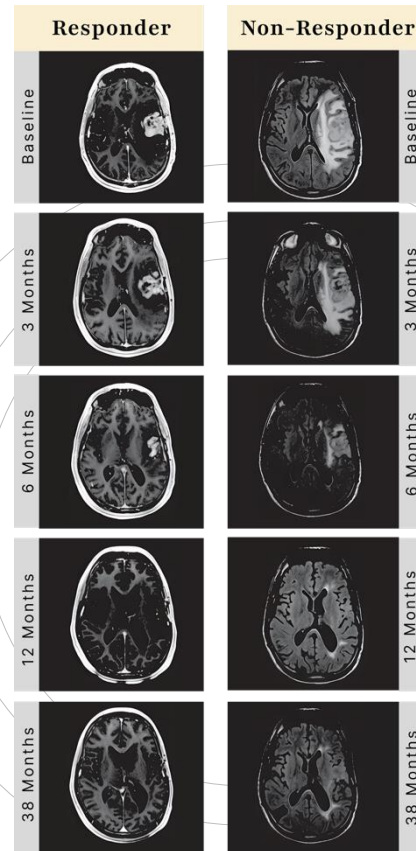 Responder
Non-Responder
Baseline
Baseline
3 Months
3 Months
6 Months
6 Months
12 Months
12 Months
38 Months
38 Months